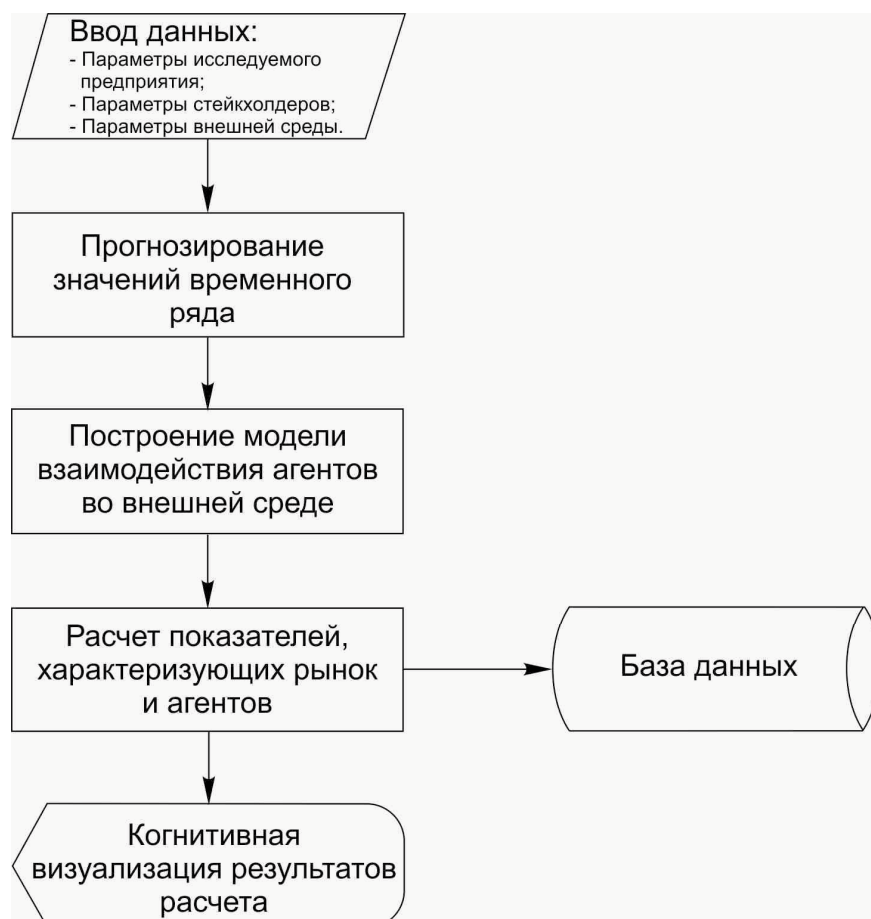 Ввод данных:
- Параметры исследуемого
предприятия;
- Параметры стейкхолдеров;
- Параметры внешней среды.
Прогнозирование
значений временного
ряда
Построение модели
взаимодействия агентов
во внешней среде
Расчет показателей,
характеризующих рынок
и агентов
База данных
Когнитивная
визуализация результатов
расчета